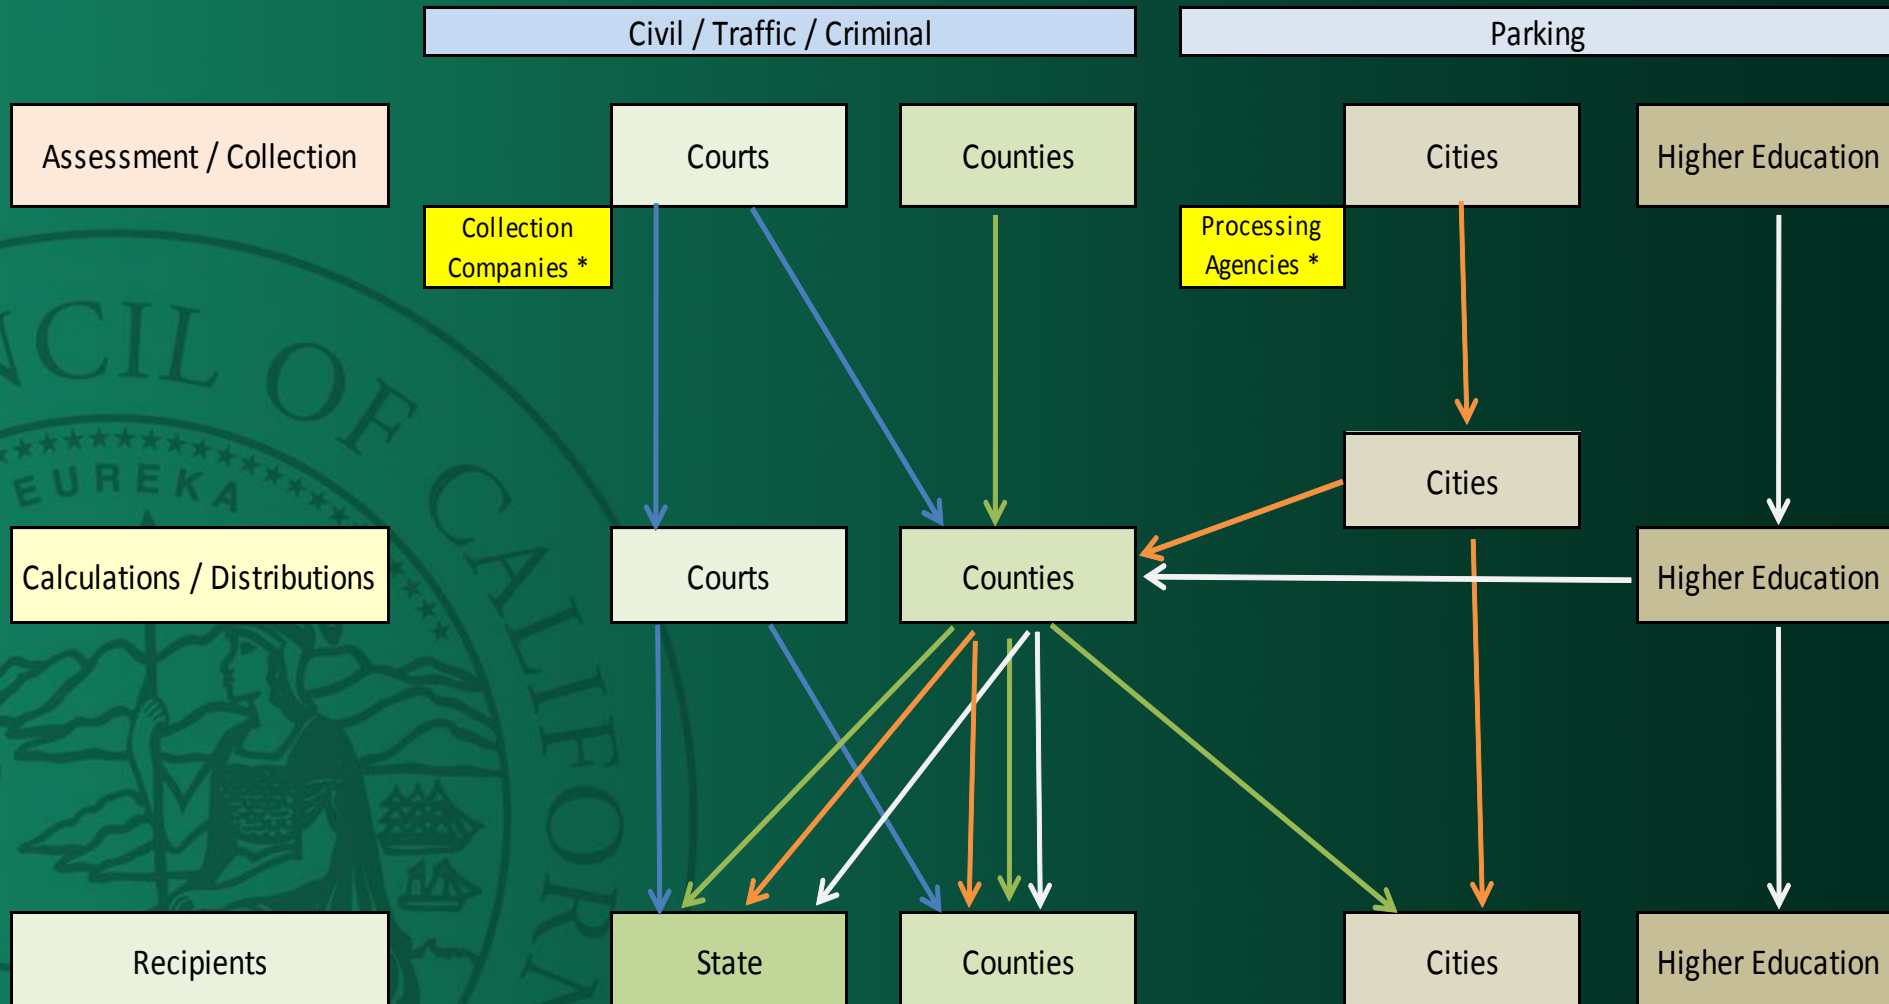 Civil / Traffic / Criminal
Parking
Assessment / Collection
Courts
Counties
Cities
Higher Education
Collection
Companies *
Processing
Agencies *
Cities
Calculations / Distributions
Courts
Counties
Higher Education
Recipients
State
Counties
Cities
Higher Education
NCIL OF CALIFORN
EUREKA